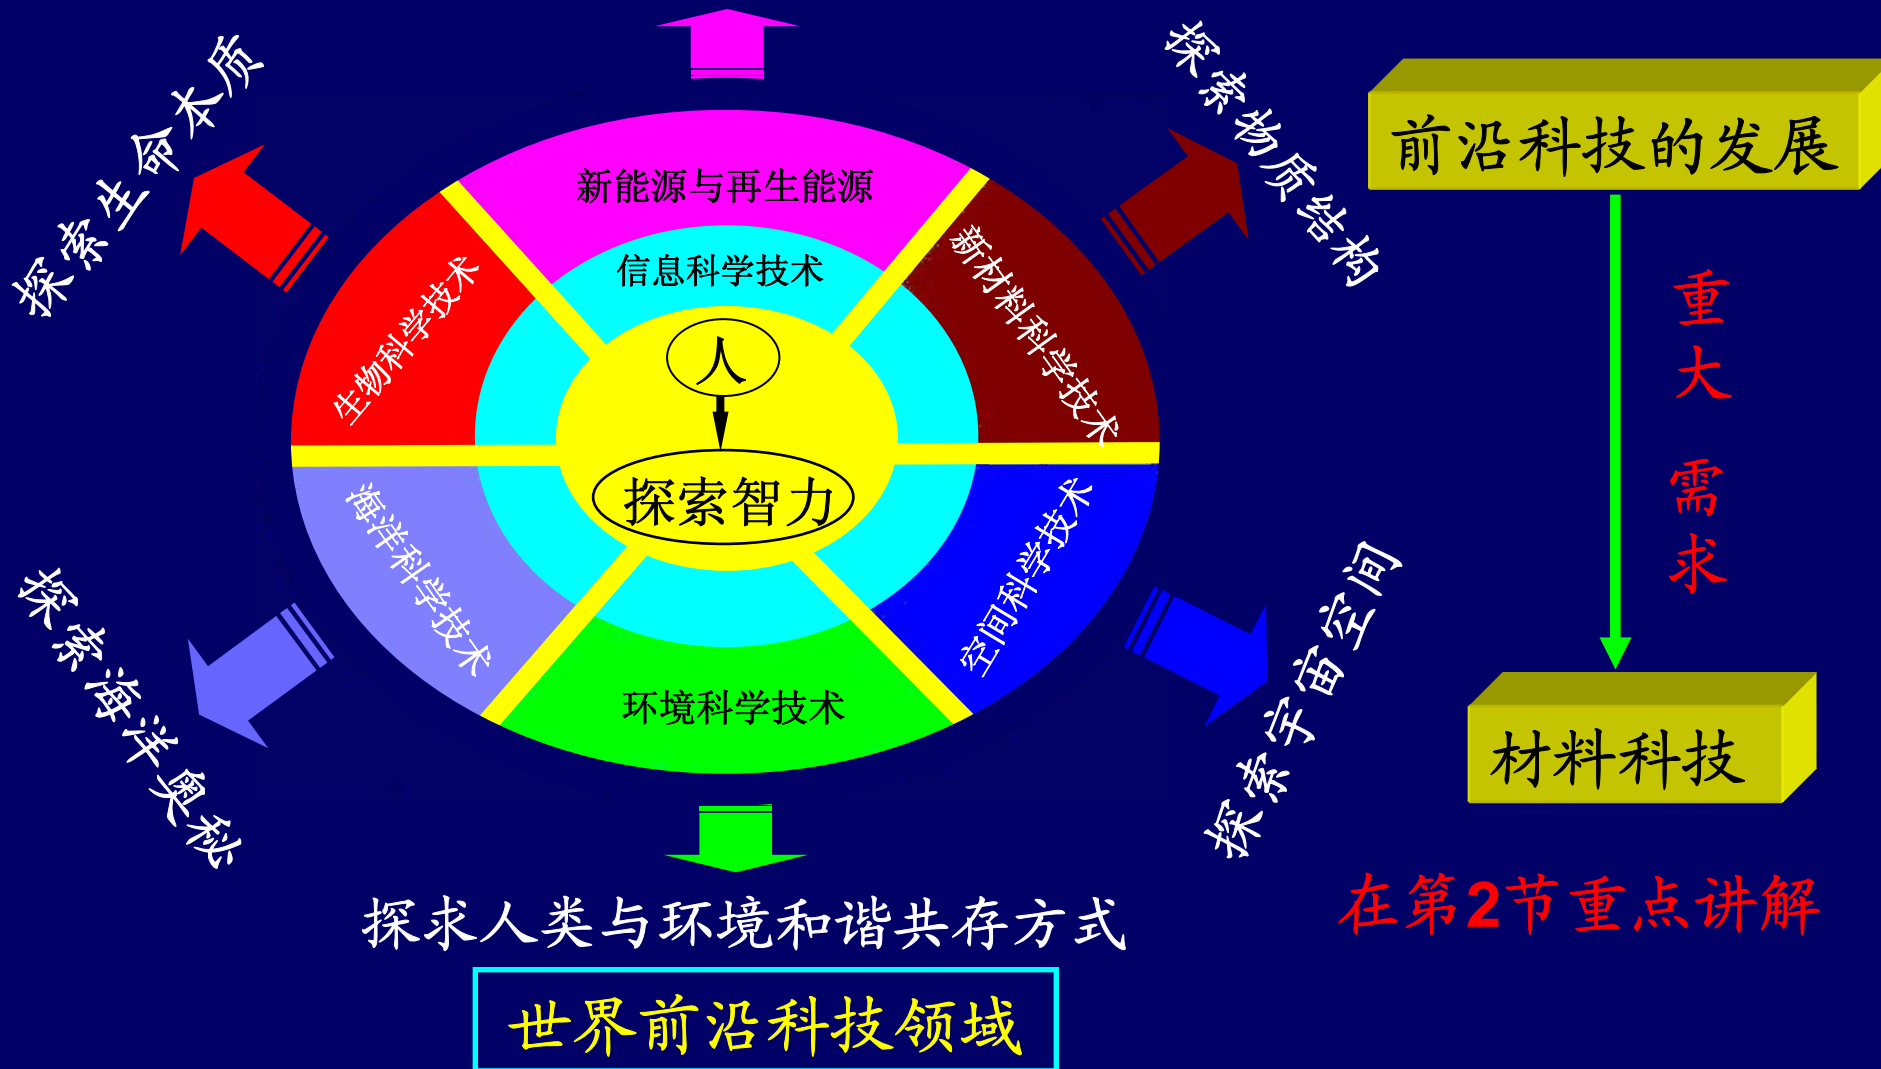 探索生命本质
探索物质结构
前沿科技的发展
新能源与再生能源
信息科学技术
生物科学技术
新材料科学技术
人
探索智力
重大 需求
海洋科学技术
空间科学技术
环境科学技术
探索海洋奥秘
探索宇宙空间
材料科技
探求人类与环境和谐共存方式
在第2节重点讲解
世界前沿科技领域